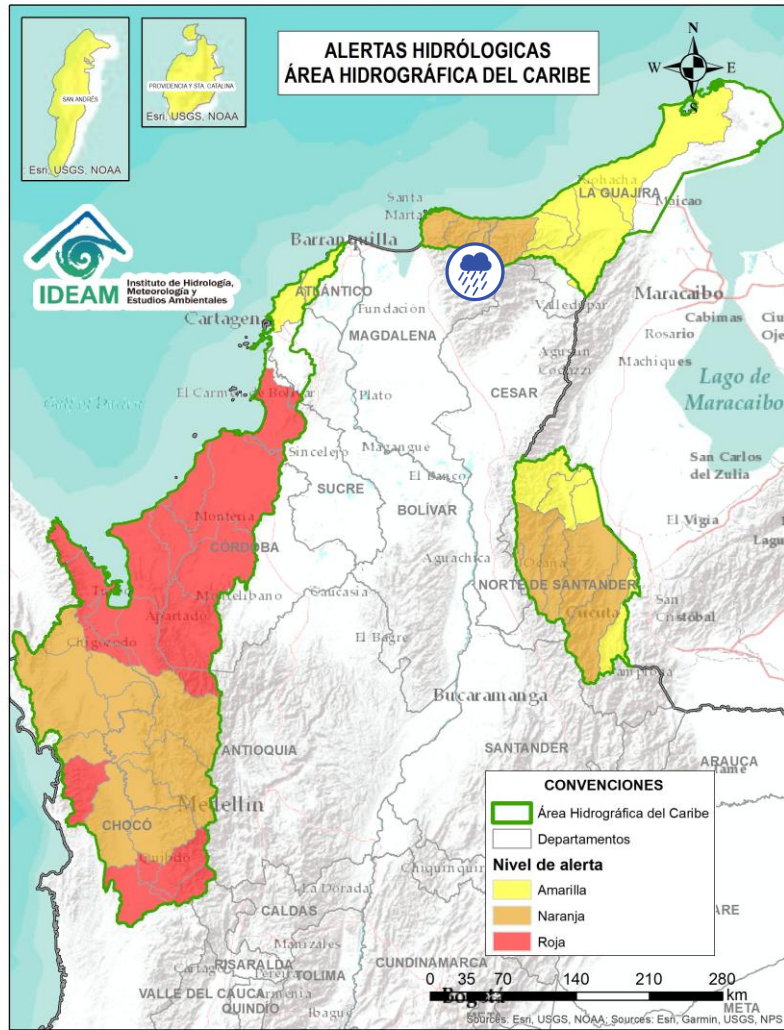 SAN ANDRÉS
Esri, USGS, NOAA
PROVIDENCIA Y STA. CATALINA
Esri, USGS, NOAA
ALERTAS HIDRÓLOGICAS
ÁREA HIDROGRÁFICA DEL CARIBE
N
W
E
S
IDEAM
Instituto de Hidrología,
Meteorología y
Estudios Ambientales
Santa
Marta
LA GUAJIRA
Maicao
Barranquilla
ATLÁNTICO
Cartagen
Fundación
Valledupar
Maracaibo
Cabimas
Rosario
MAGDALENA
Agustín
Codazzi
Machiques
Lago de
Maracaibo
El Carmen de Bolívar
Plato
CESAR
Sincelejo
Magangue
San Carlos
del Zulia
SUCRE
El Banco
Montería
BOLÍVAR
El Vigía
CÓRDOBA
Aguachica
Ocaña
Montelíbano
Caucasia
NORTE DE SANTANDER
San
Cristóbal
Apartadó
Cúcuta
Chigorodó
El Bagre
Bucaramanga
ANTIOQUIA
SANTANDER
ARAUCA
Medellín
CHOCÓ
Quibdó
La Dorada
CALDAS
Manizales
RISARALDA
TOLIMA
CUNDINAMARCA
VALLE DEL CAUCA
QUINDÍO
Ibagué
Bogotá
META
META
CONVENCIONES
Área Hidrográfica del Caribe
Departamentos
Nivel de alerta
Amarilla
Naranja
Roja
0 35 70 140 210 280
KM
Sources: Esri, USGS, NOAA; Sources: Esri, Garmin, USGS, NPS